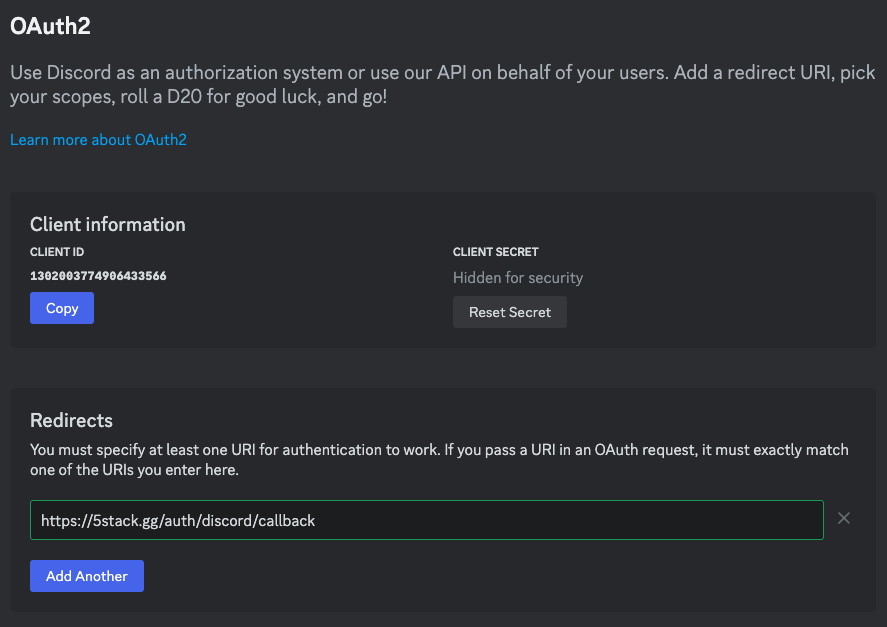 OAuth2
Use Discord as an authorization system or use our API on behalf of your users. Add a redirect URI, pick
your scopes, roll a D20 for good luck, and go!
Learn more about OAuth2
Client information
CLIENT ID
1302003774906433566
Copy
CLIENT SECRET
Hidden for security
Reset Secret
Redirects
You must specify at least one URI for authentication to work. If you pass a URI in an OAuth request, it must exactly match
one of the URIs you enter here.
https://5stack.gg/auth/discord/callback
Add Another